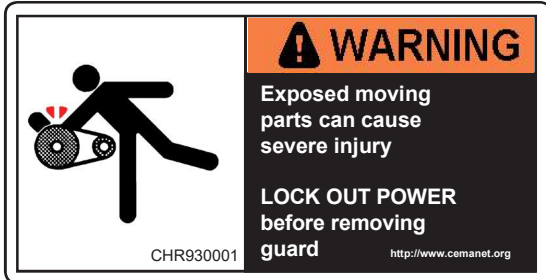 WARNING
Exposed moving
parts can cause
severe injury
LOCK OUT POWER
before removing
guard
http://www.cemanet.org
CHR930001